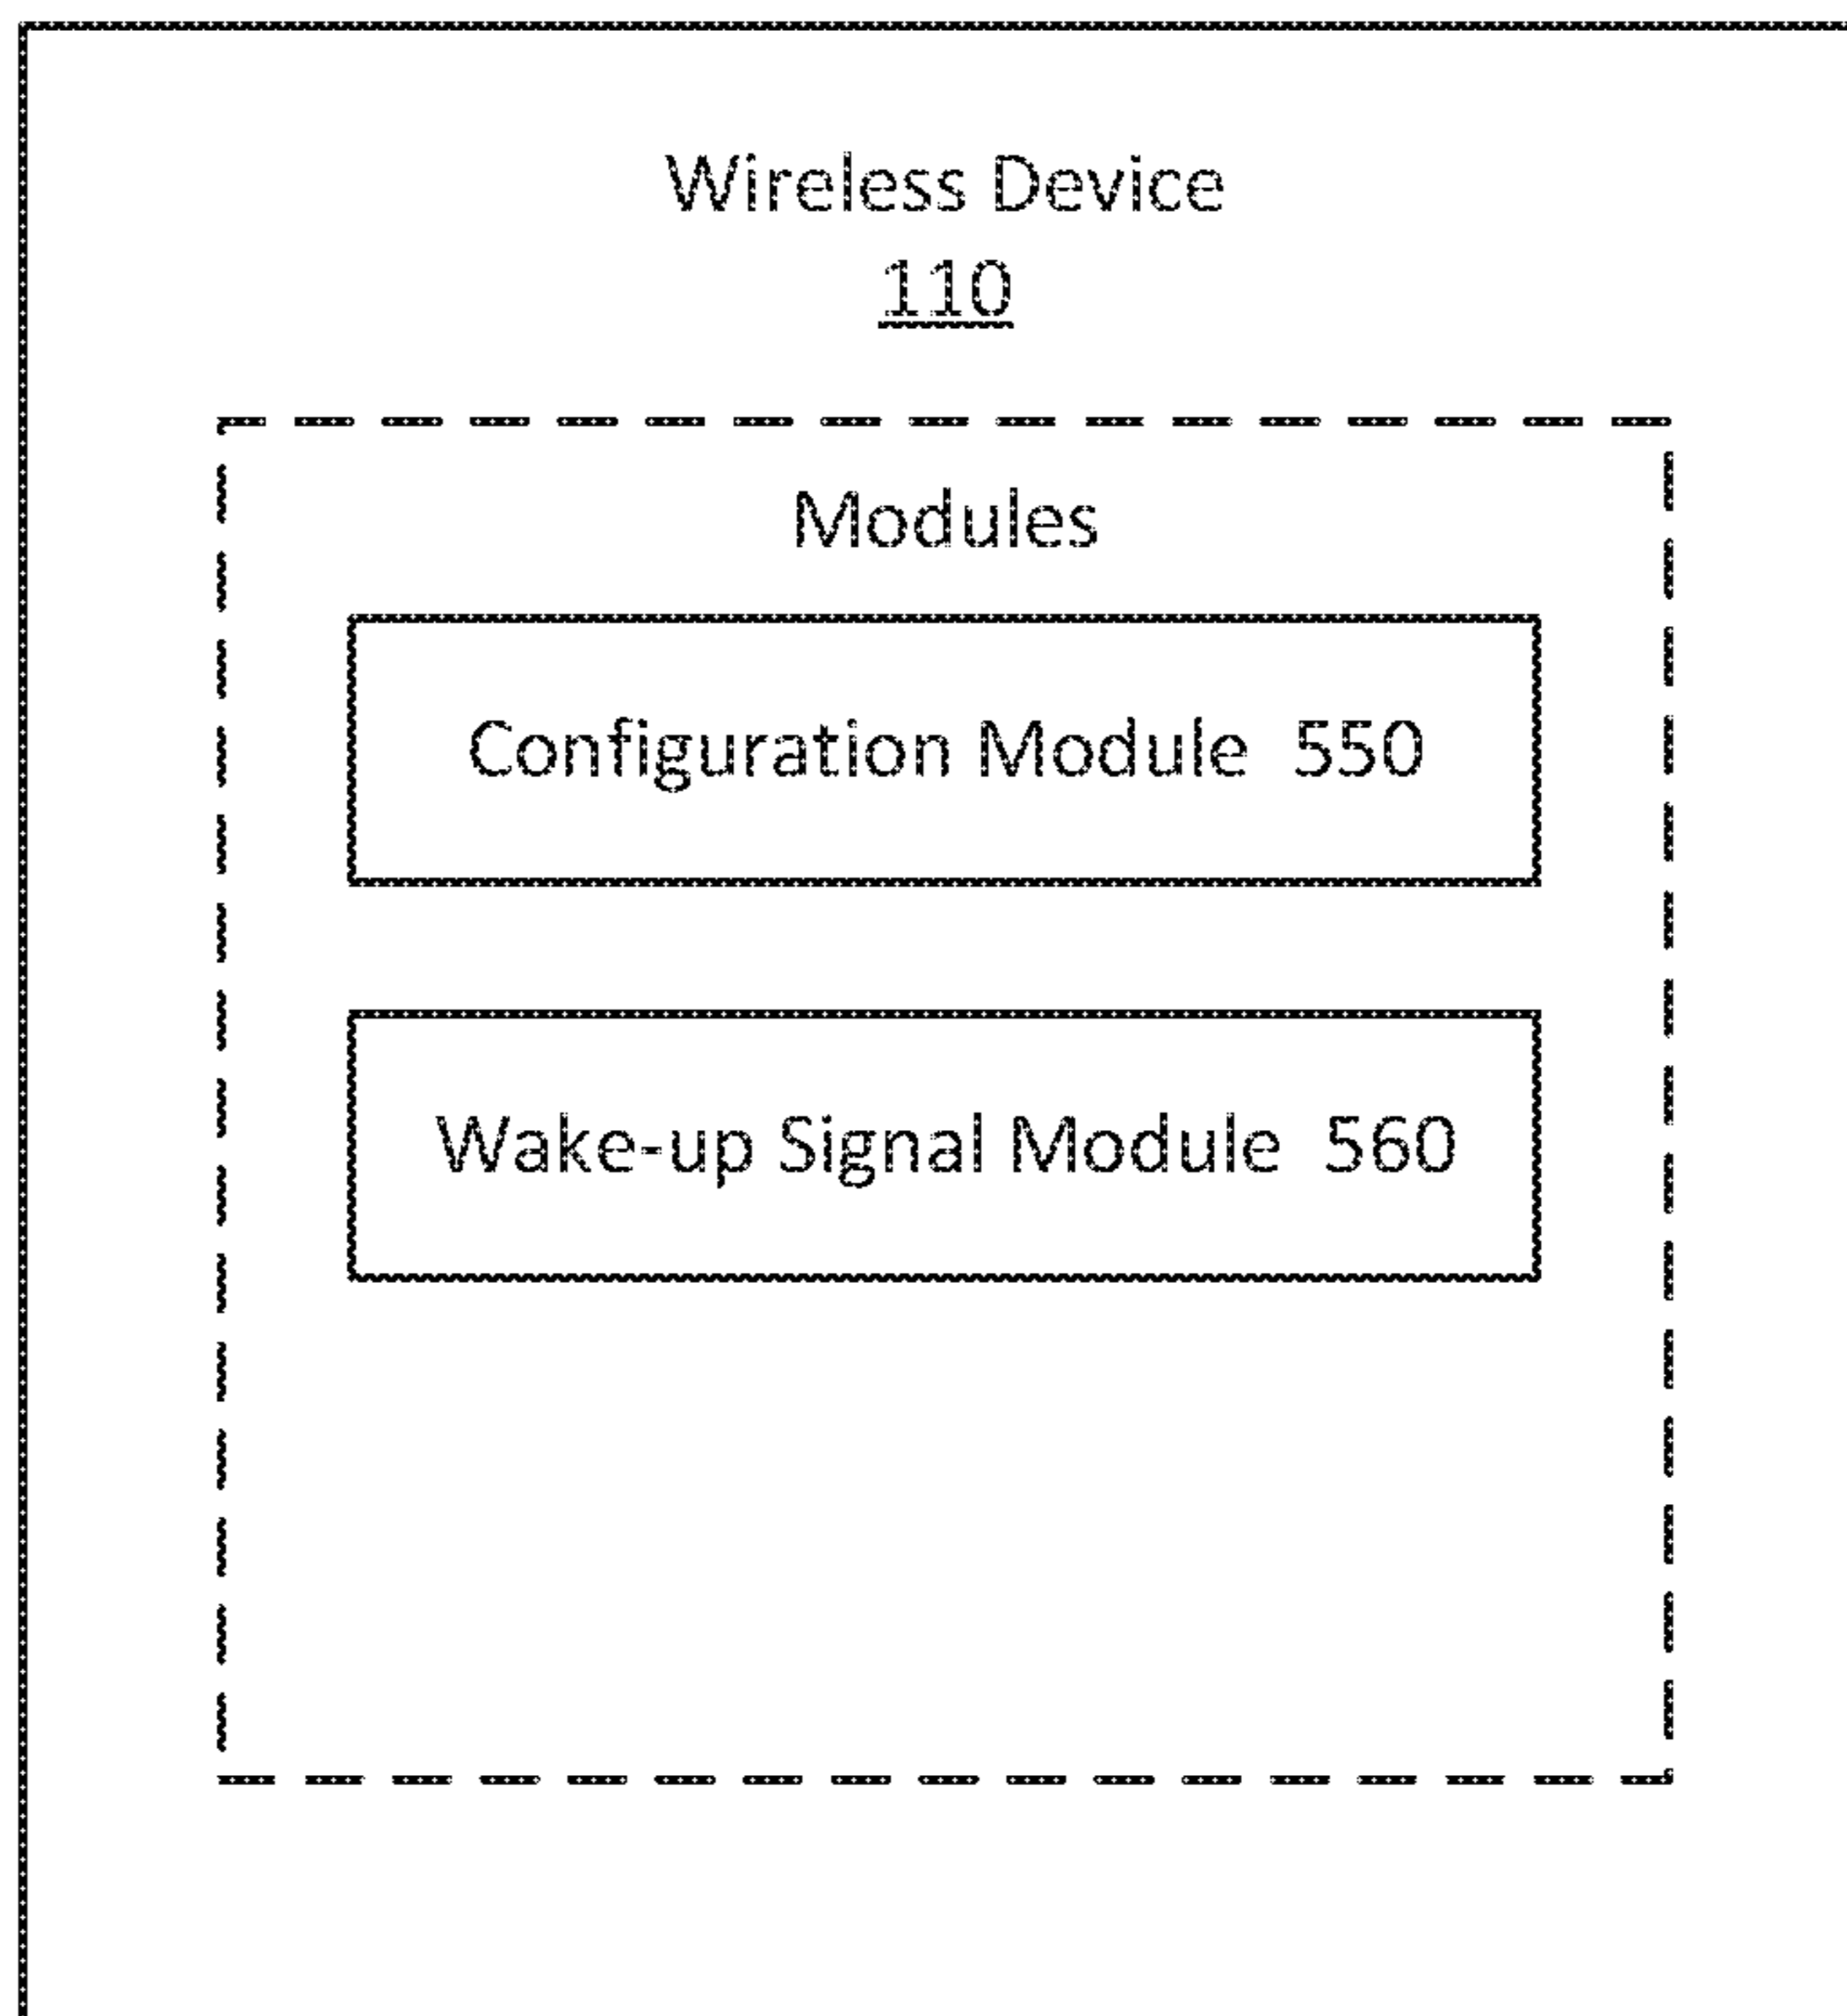 Wireless Device
110
Modules
Configuration Module 550
Wake-up Signal Module 560